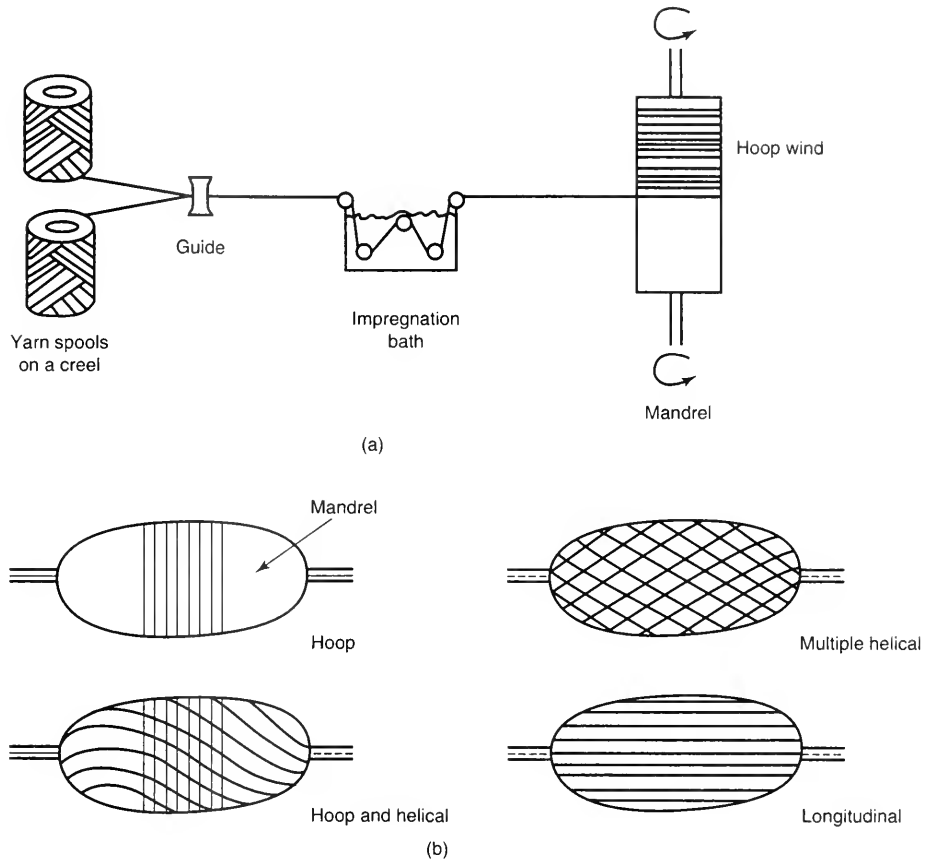 Hoop wind
Guide
Impregnation
bath
Yarn spools
on a creel
Mandrel
(a)
Mandrel
Hoop
Multiple helical
Hoop and helical
Longitudinal
(b)